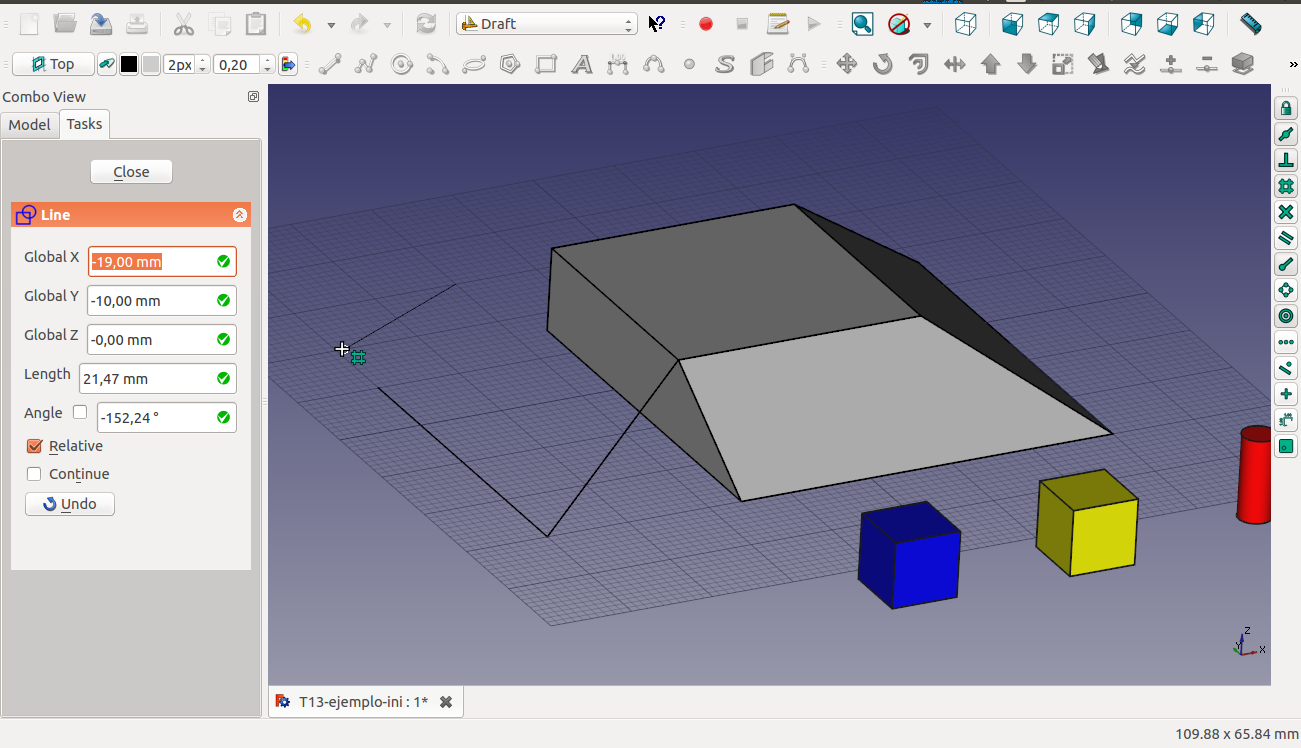 Draft
Top
2px
0,20
Combo View
Model
Tasks
Close
Line
Global X
-19,00 mm
Global Y
-10,00 mm
Global Z
-0,00 mm
Length
21,47 mm
Angle
-152,24 °
Relative
Continue
Undo
Z
Y
X
T13-ejemplo-ini : 1*
109.88 x 65.84 mm